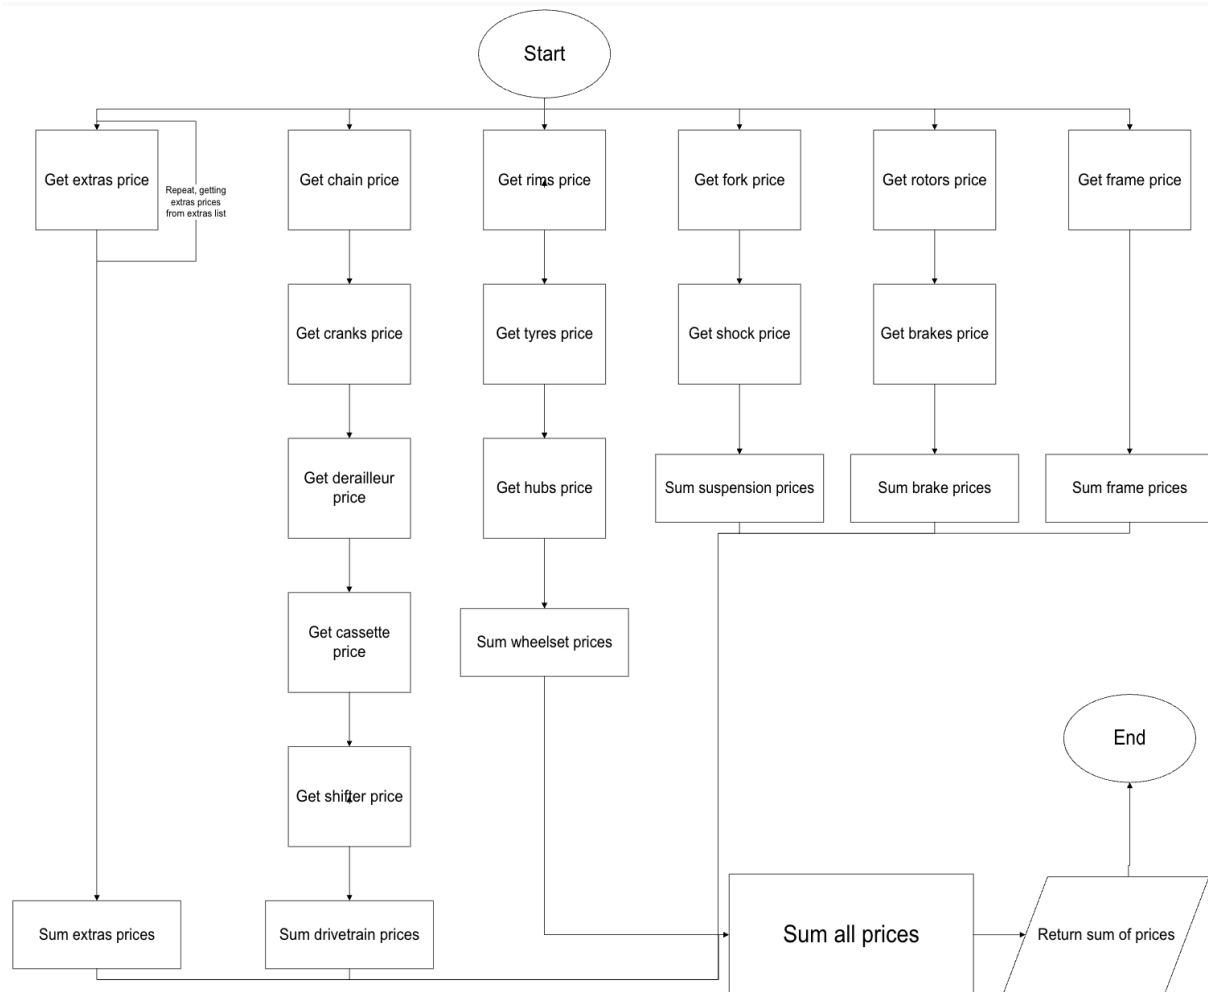 Start
Get extras price
Repeat, getting
extras prices
from extras list
Get chain price
Get rims price
Get fork price
Get rotors price
Get frame price
Get cranks price
Get tyres price
Get shock price
Get brakes price
Get derailleur
price
Get hubs price
Sum suspension prices
Sum brake prices
Sum frame prices
Get cassette
price
Sum wheelset prices
Get shifter price
End
Sum extras prices
Sum drivetrain prices
Sum all prices
Return sum of prices